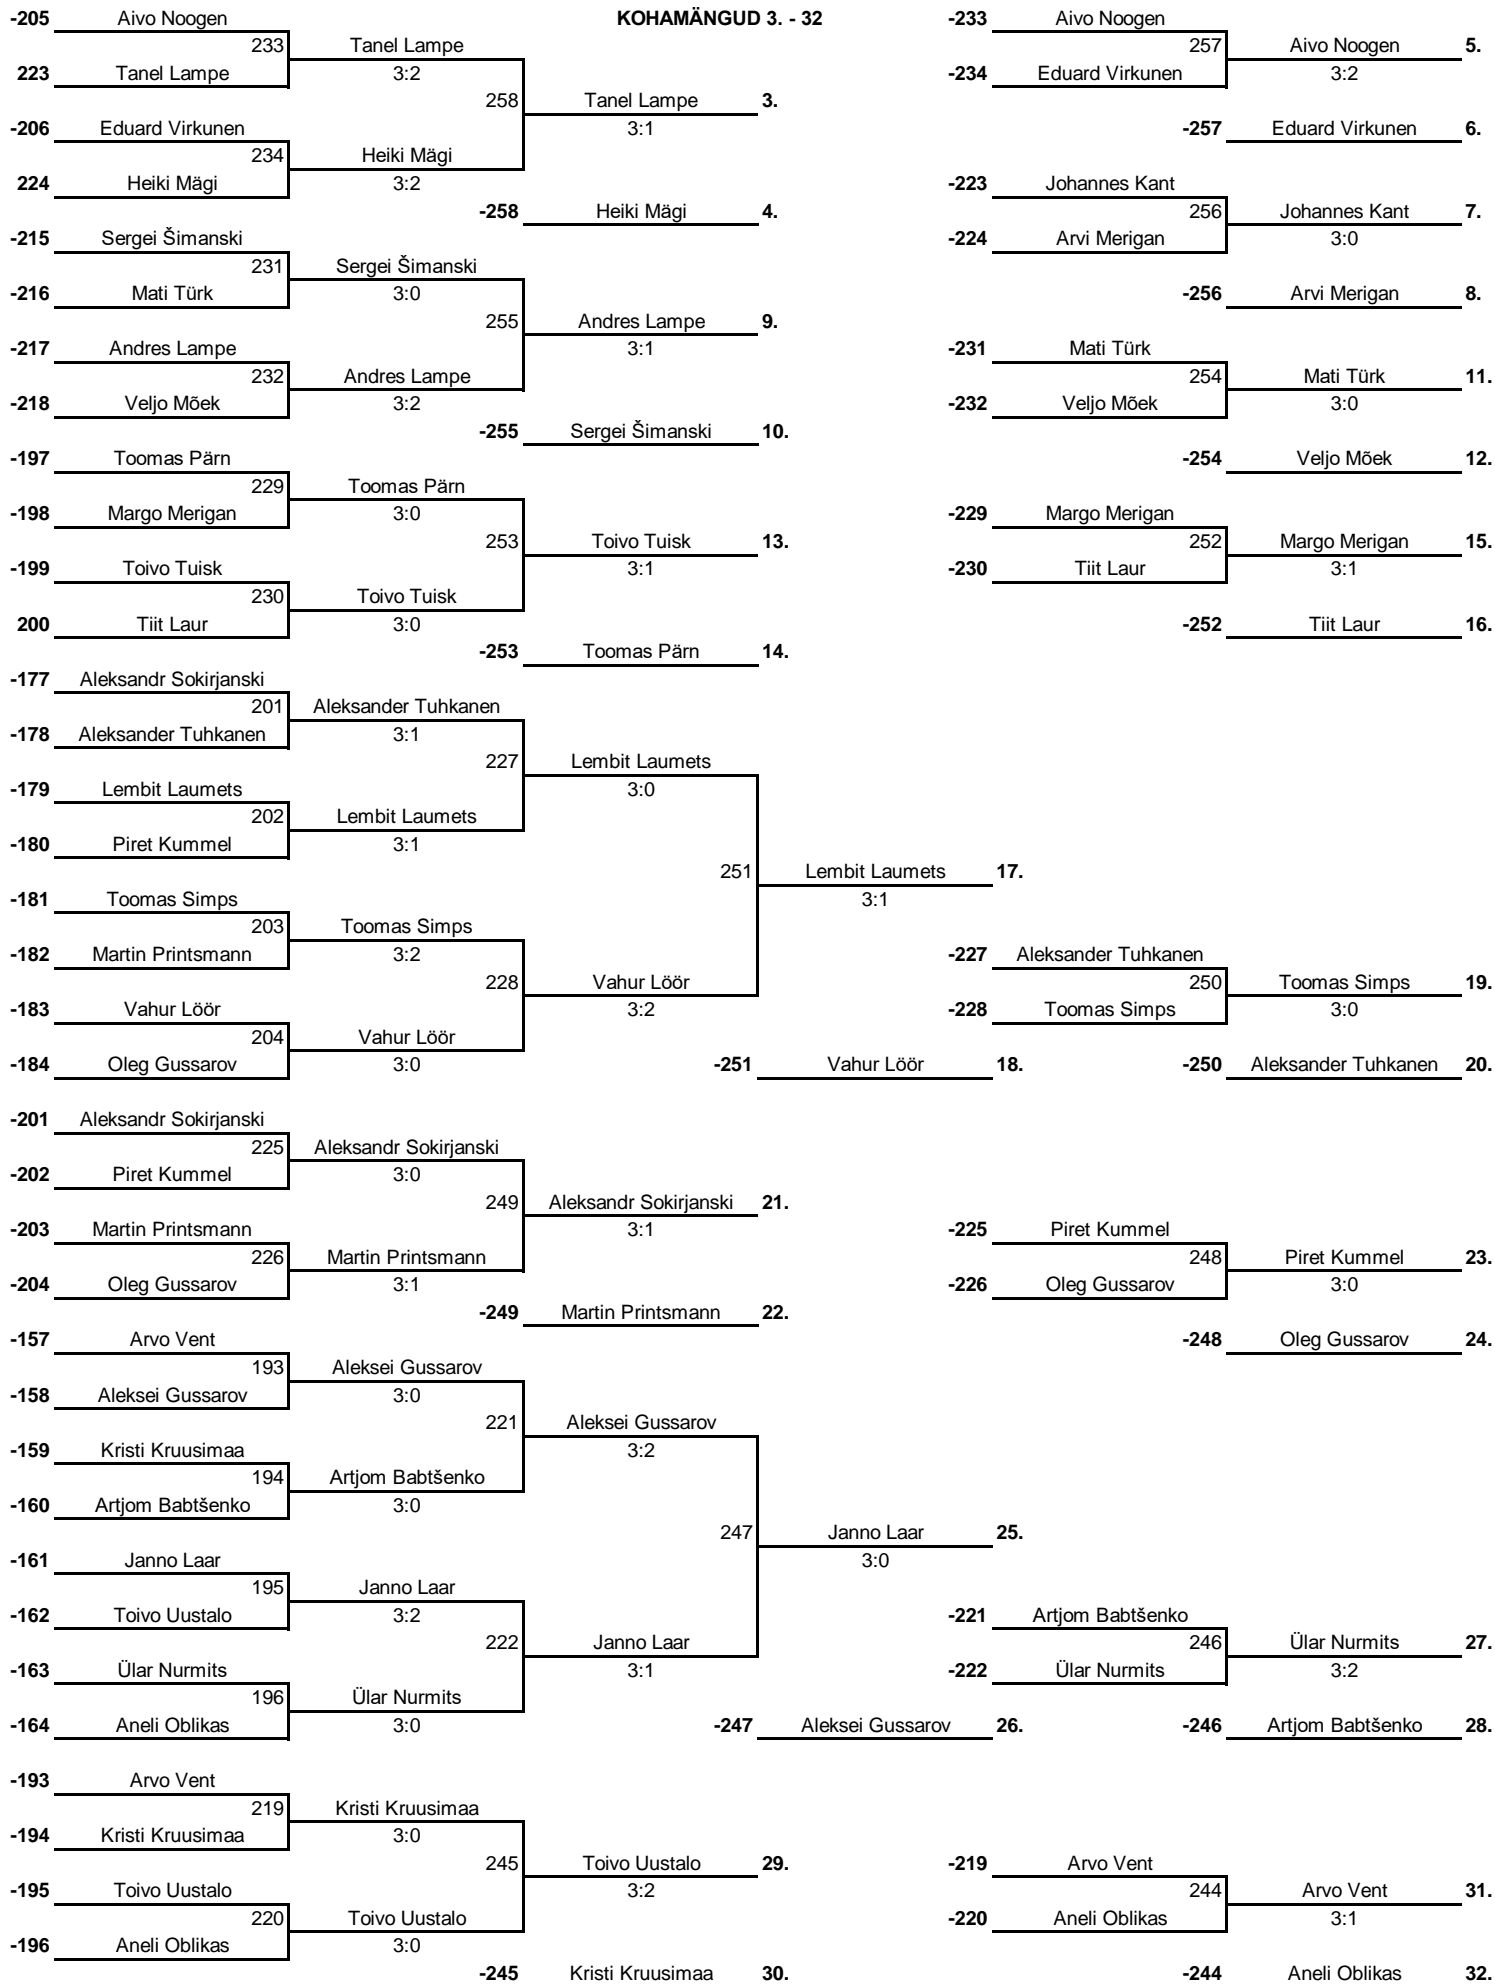 -205 Aivo Noogen KOHAMÄNGUD 3. - 32 -233 Aivo Noogen
233 Tanel Lampe 257 Aivo Noogen 5.
223 Tanel Lampe 3:2 -234 Eduard Virkunen 3:2
258 Tanel Lampe 3.
-206 Eduard Virkunen 3:1 -257 Eduard Virkunen 6.
234 Heiki Mägi
224 Heiki Mägi 3:2 -223 Johannes Kant
-258 Heiki Mägi 4. 256 Johannes Kant 7.
-215 Sergei Šimanski -224 Arvi Merigan 3:0
231 Sergei Šimanski
-216 Mati Türk 3:0 -256 Arvi Merigan 8.
255 Andres Lampe 9.
-217 Andres Lampe 3:1 -231 Mati Türk
232 Andres Lampe 254 Mati Türk 11.
-218 Veljo Mõek 3:2 -232 Veljo Mõek 3:0
-255 Sergei Šimanski 10.
-197 Toomas Pärn -254 Veljo Mõek 12.
229 Toomas Pärn
-198 Margo Merigan 3:0 -229 Margo Merigan
253 Toivo Tuisk 13. 252 Margo Merigan 15.
-199 Toivo Tuisk 3:1 -230 Tiit Laur 3:1
230 Toivo Tuisk
200 Tiit Laur 3:0 -252 Tiit Laur 16.
-253 Toomas Pärn 14.
-177 Aleksandr Sokirjanski
201 Aleksander Tuhkanen
-178 Aleksander Tuhkanen 3:1
227 Lembit Laumets
-179 Lembit Laumets 3:0
202 Lembit Laumets
-180 Piret Kummel 3:1
251 Lembit Laumets 17.
-181 Toomas Simps 3:1
203 Toomas Simps
-182 Martin Printsmann 3:2 -227 Aleksander Tuhkanen
228 Vahur Löör 250 Toomas Simps 19.
-183 Vahur Löör 3:2 -228 Toomas Simps 3:0
204 Vahur Löör
-184 Oleg Gussarov 3:0 -251 Vahur Löör 18. -250 Aleksander Tuhkanen 20.
-201 Aleksandr Sokirjanski
225 Aleksandr Sokirjanski
-202 Piret Kummel 3:0
249 Aleksandr Sokirjanski 21.
-203 Martin Printsmann 3:1 -225 Piret Kummel
226 Martin Printsmann 248 Piret Kummel 23.
-204 Oleg Gussarov 3:1 -226 Oleg Gussarov 3:0
-249 Martin Printsmann 22.
-157 Arvo Vent -248 Oleg Gussarov 24.
193 Aleksei Gussarov
-158 Aleksei Gussarov 3:0
221 Aleksei Gussarov
-159 Kristi Kruusimaa 3:2
194 Artjom Babtšenko
-160 Artjom Babtšenko 3:0
247 Janno Laar 25.
-161 Janno Laar 3:0
195 Janno Laar
-162 Toivo Uustalo 3:2 -221 Artjom Babtšenko
222 Janno Laar 246 Ülar Nurmits 27.
-163 Ülar Nurmits 3:1 -222 Ülar Nurmits 3:2
196 Ülar Nurmits
-164 Aneli Oblikas 3:0 -247 Aleksei Gussarov 26. -246 Artjom Babtšenko 28.
-193 Arvo Vent
219 Kristi Kruusimaa
-194 Kristi Kruusimaa 3:0
245 Toivo Uustalo 29. -219 Arvo Vent
-195 Toivo Uustalo 3:2 244 Arvo Vent 31.
220 Toivo Uustalo -220 Aneli Oblikas 3:1
-196 Aneli Oblikas 3:0
-245 Kristi Kruusimaa 30. -244 Aneli Oblikas 32.